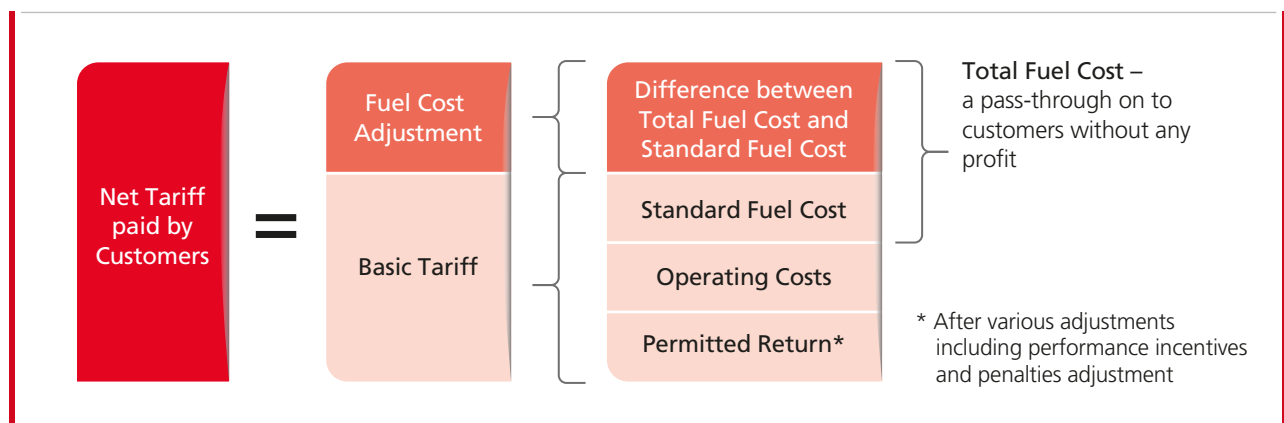 Net Tariff
paid by
Customers
=
Fuel Cost
Adjustment
Basic Tariff
Difference between
Total Fuel Cost and
Standard Fuel Cost
Standard Fuel Cost
Operating Costs
Permitted Return*
Total Fuel Cost –
a pass-through on to
customers without any
profit
* After various adjustments
including performance incentives
and penalties adjustment